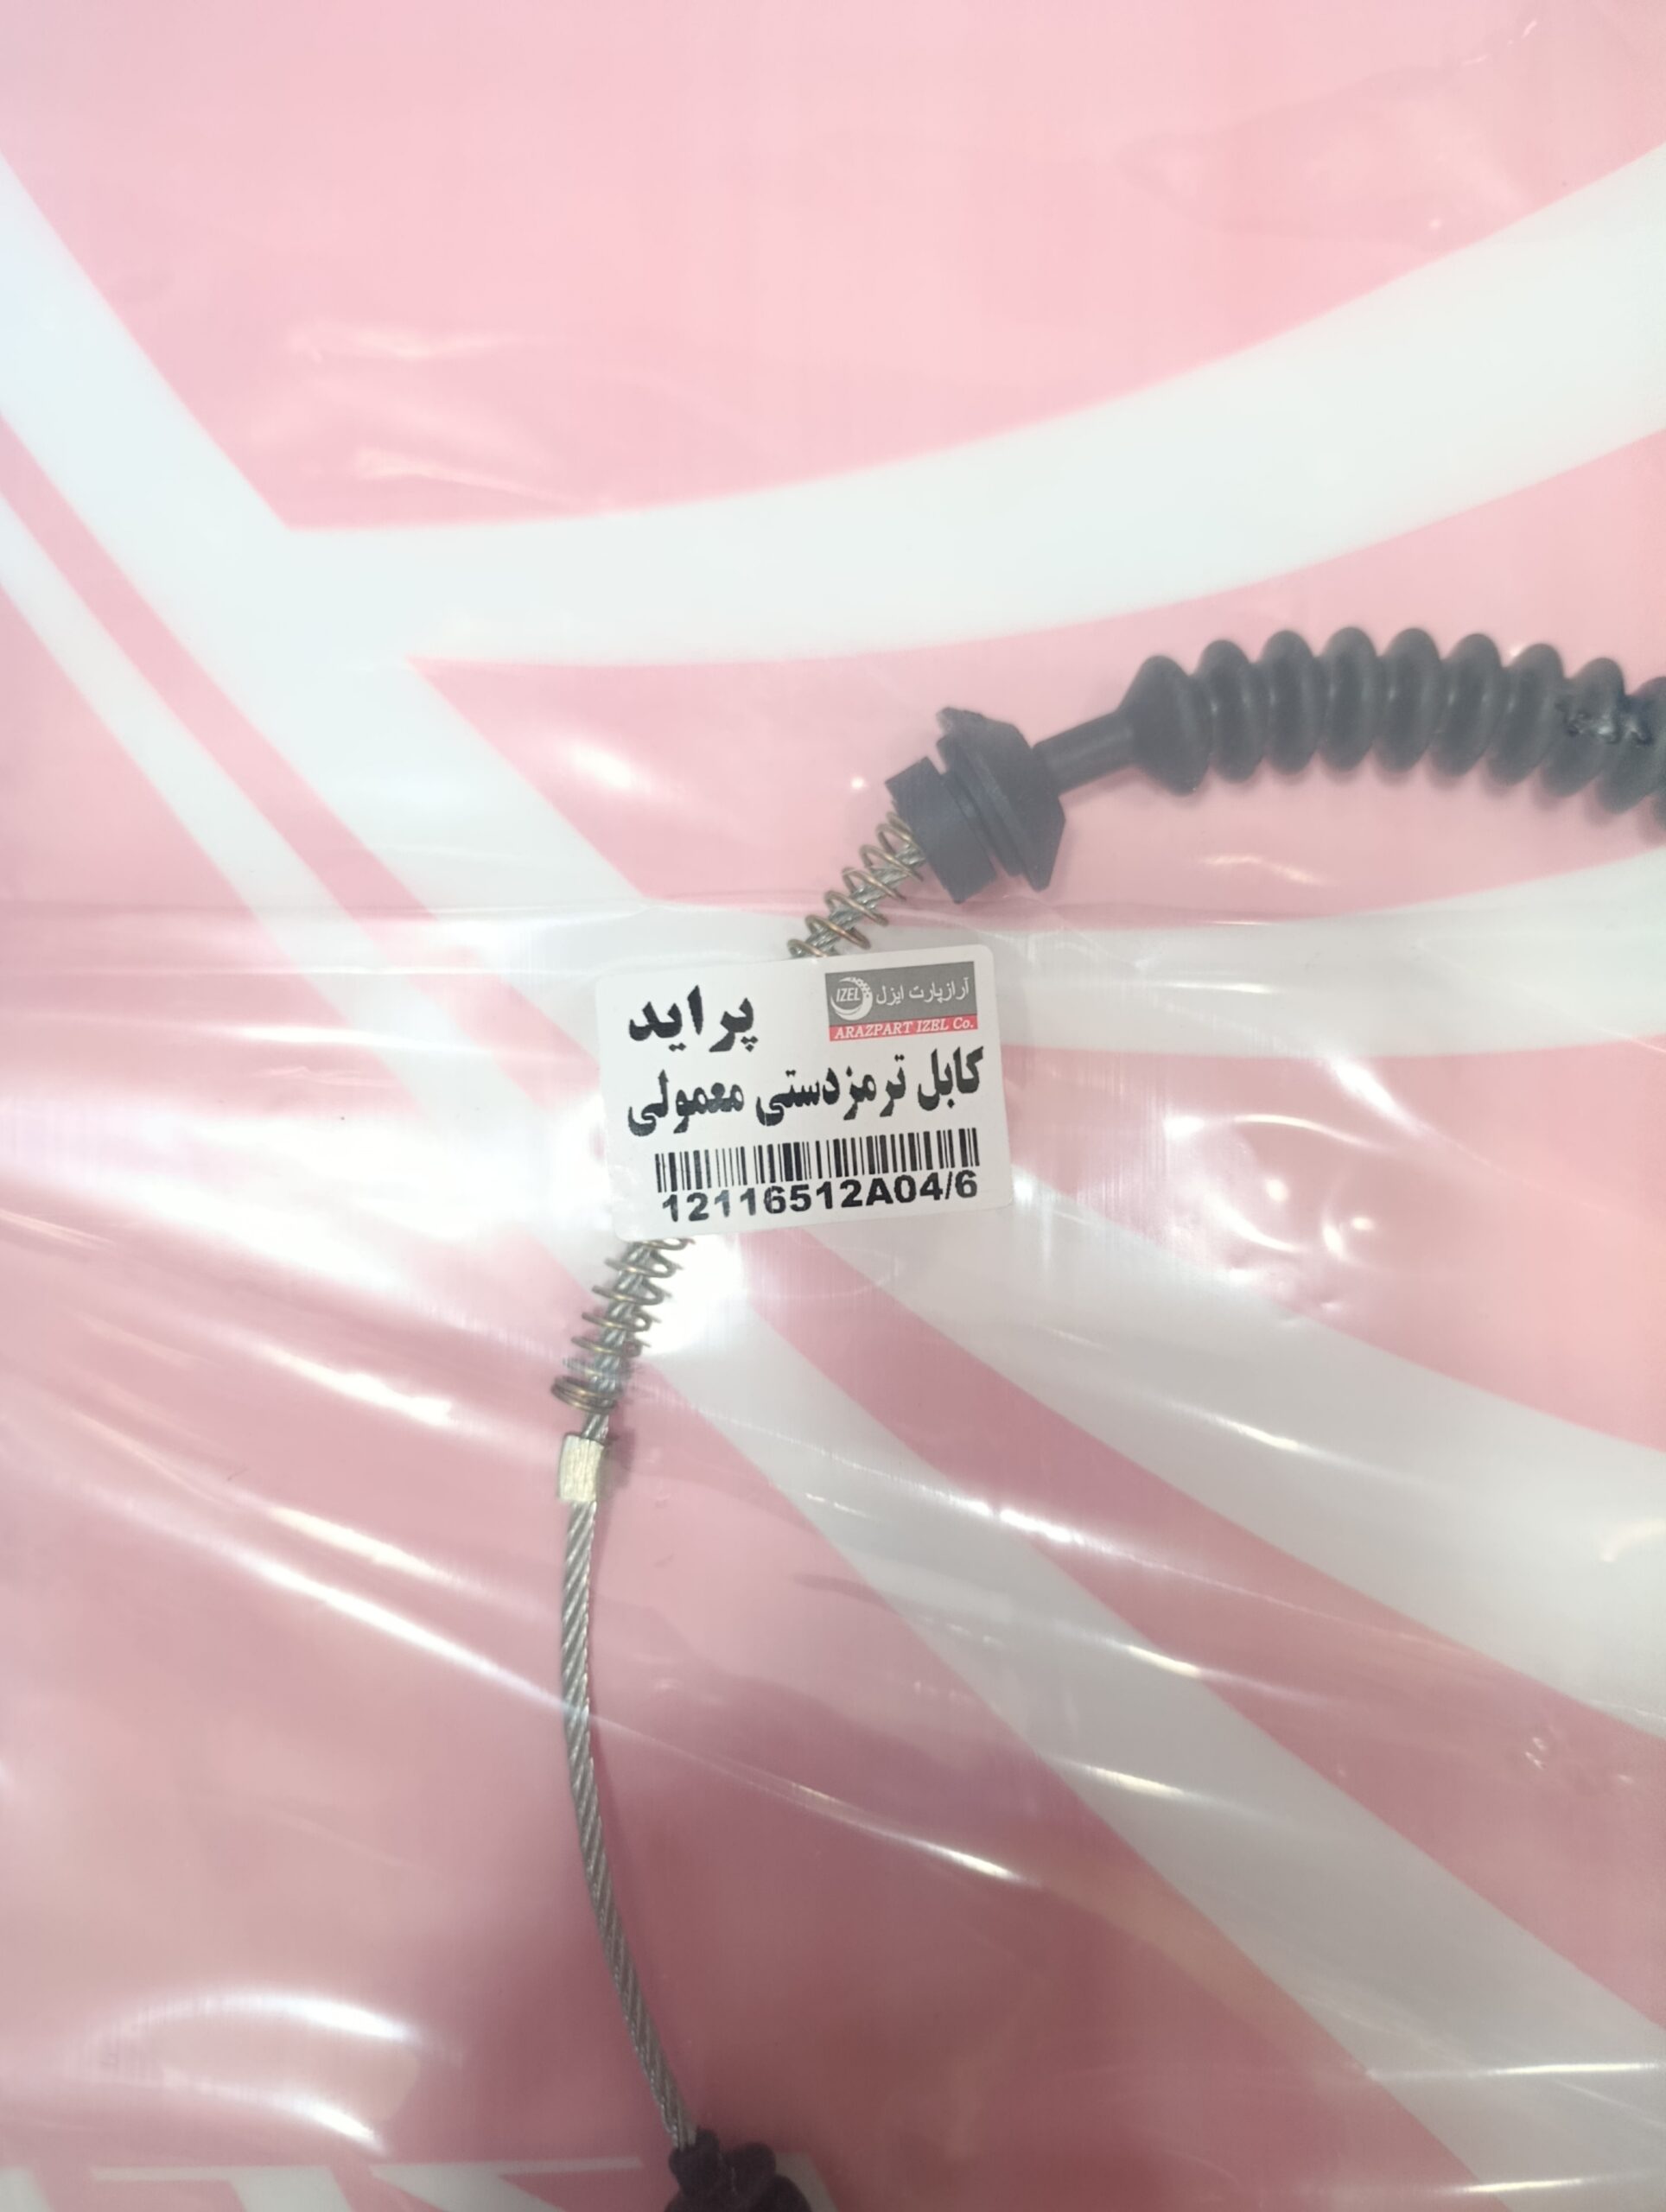 پراید
IZEL آرازپارت ایزل
ARAZPART IZEL Co.
کابل ترمزدستی معمولی
12116512A04/6